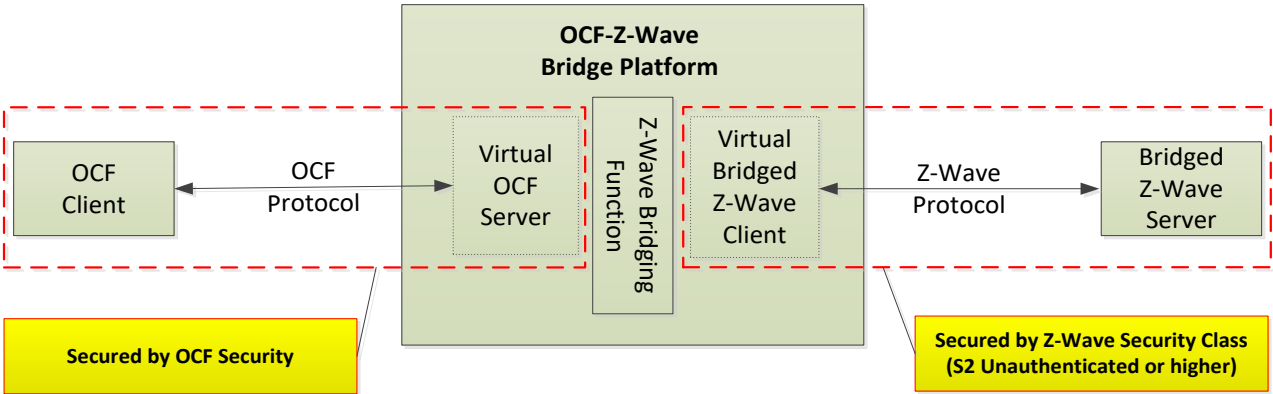 OCF-Z-Wave
Bridge Platform
OCF
Client
OCF
Protocol
Virtual
OCF
Server
Z-Wave Bridging
Function
Virtual
Bridged
Z-Wave
Client
Z-Wave
Protocol
Bridged
Z-Wave
Server
Secured by OCF Security
Secured by Z-Wave Security Class
(S2 Unauthenticated or higher)